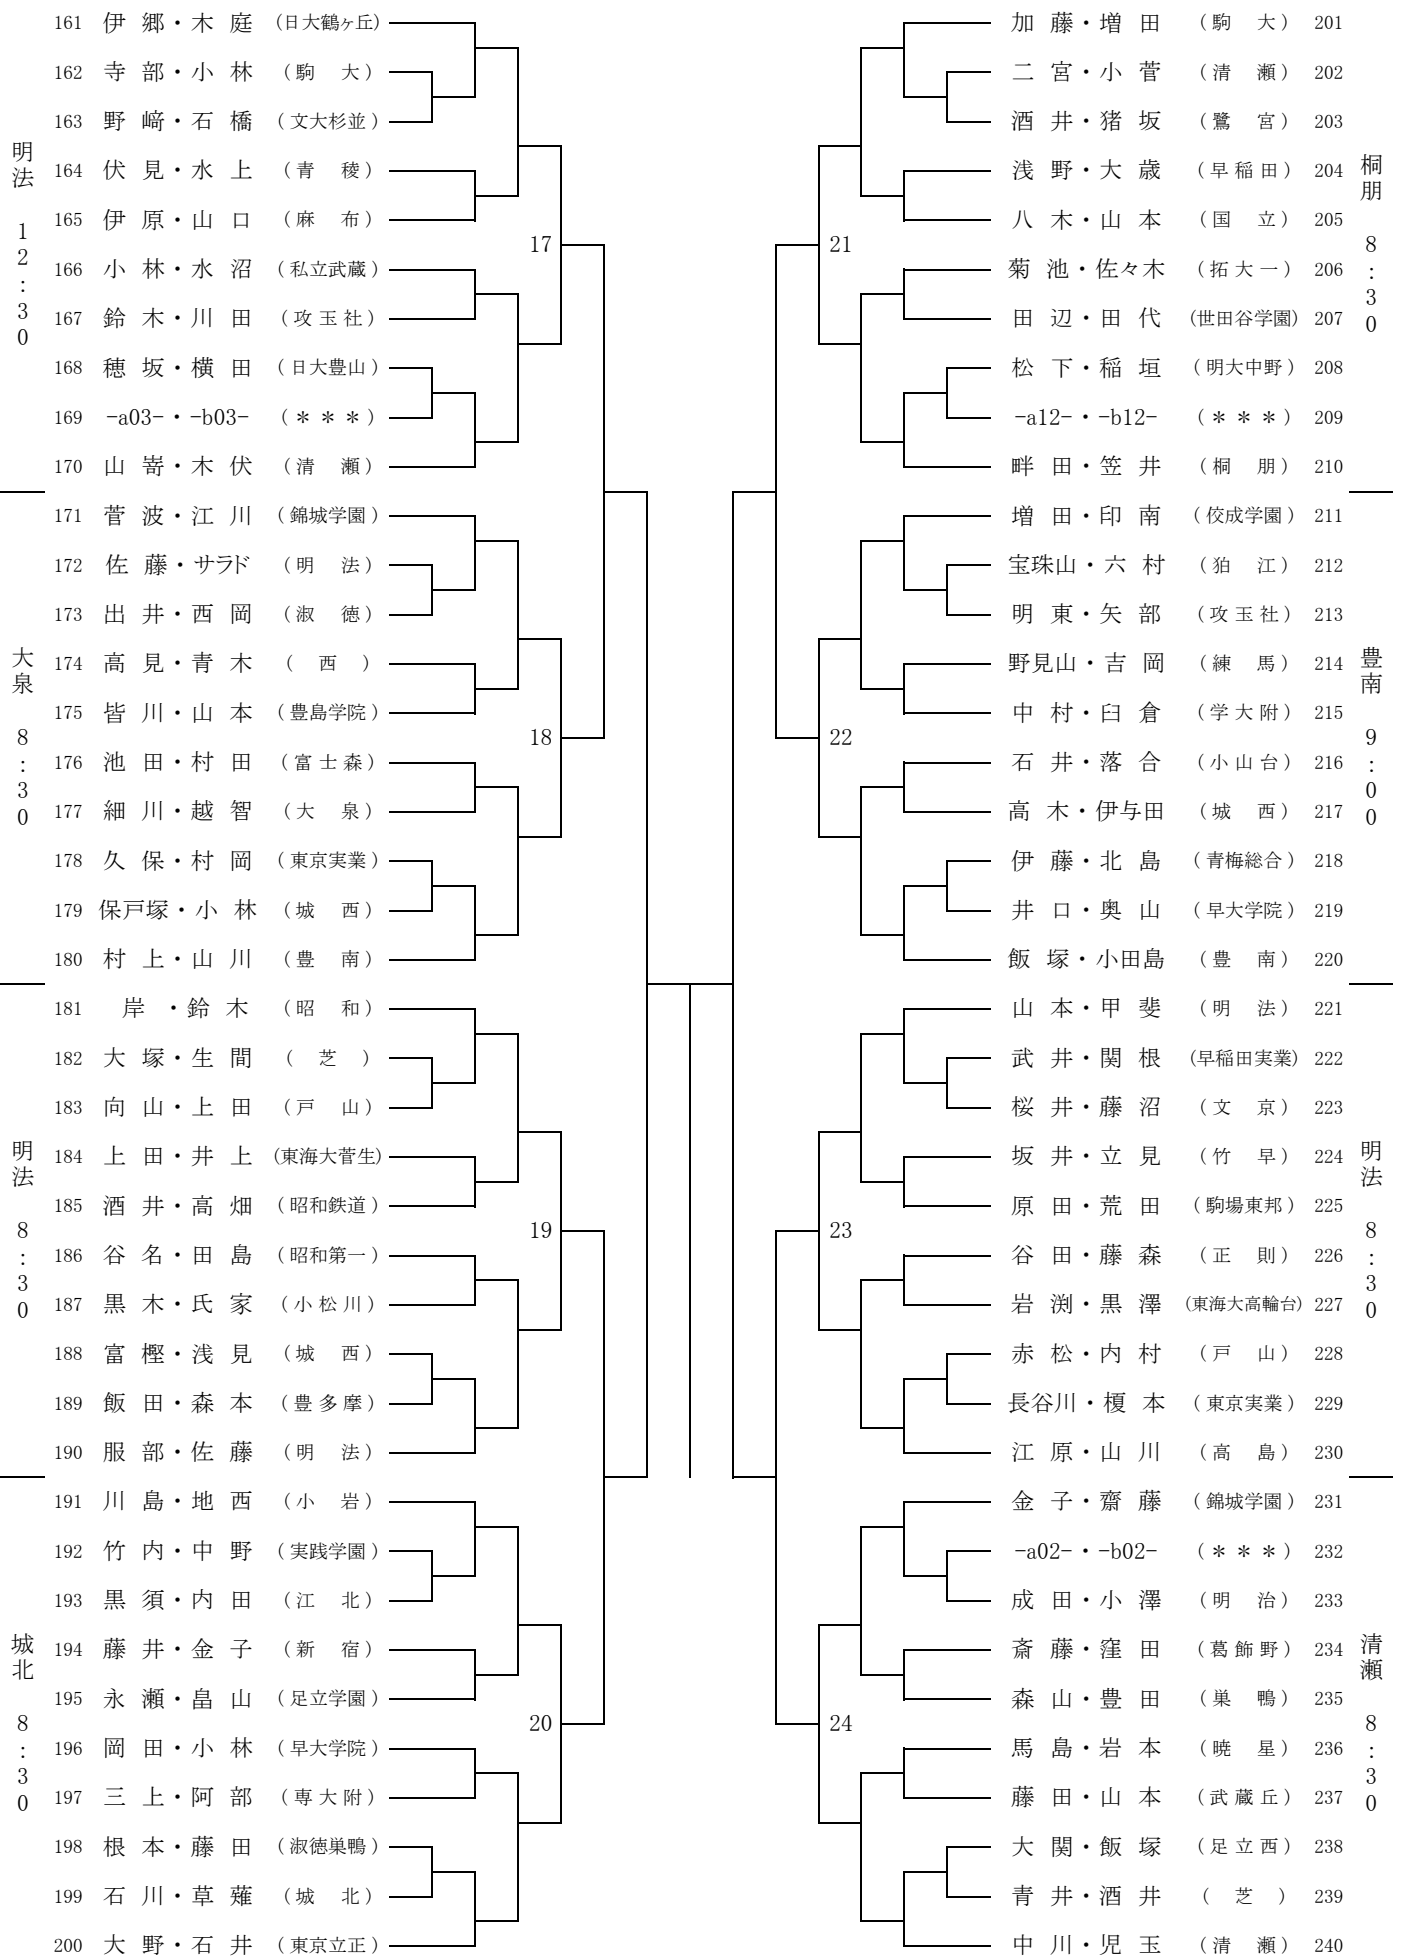 明法 12:30
161 伊郷・木庭 (日大鶴ヶ丘)
162 寺部・小林 (駒大)
163 野﨑・石橋 (文大杉並)
164 伏見・水上 (青稜)
165 伊原・山口 (麻布)
166 小林・水沼 (私立武蔵)
167 鈴木・川田 (攻玉社)
168 穂坂・横田 (日大豊山)
169 -a03-・-b03- (＊＊＊)
170 山嵜・木伏 (清瀬)
17
大泉 8:30
171 菅波・江川 (錦城学園)
172 佐藤・サラド (明法)
173 出井・西岡 (淑徳)
174 高見・青木 (西)
175 皆川・山本 (豊島学院)
176 池田・村田 (富士森)
177 細川・越智 (大泉)
178 久保・村岡 (東京実業)
179 保戸塚・小林 (城西)
180 村上・山川 (豊南)
18
明法 8:30
181 岸・鈴木 (昭和)
182 大塚・生間 (芝)
183 向山・上田 (戸山)
184 上田・井上 (東海大菅生)
185 酒井・高畑 (昭和鉄道)
186 谷名・田島 (昭和第一)
187 黒木・氏家 (小松川)
188 富樫・浅見 (城西)
189 飯田・森本 (豊多摩)
190 服部・佐藤 (明法)
19
城北 8:30
191 川島・地西 (小岩)
192 竹内・中野 (実践学園)
193 黒須・内田 (江北)
194 藤井・金子 (新宿)
195 永瀬・畠山 (足立学園)
196 岡田・小林 (早大学院)
197 三上・阿部 (専大附)
198 根本・藤田 (淑徳巣鴨)
199 石川・草薙 (城北)
200 大野・石井 (東京立正)
20
加藤・増田 (駒大) 201
二宮・小菅 (清瀬) 202
酒井・猪坂 (鷺宮) 203
浅野・大歳 (早稲田) 204
八木・山本 (国立) 205
菊池・佐々木 (拓大一) 206
田辺・田代 (世田谷学園) 207
松下・稲垣 (明大中野) 208
-a12-・-b12- (＊＊＊) 209
畔田・笠井 (桐朋) 210
21
桐朋 8:30
増田・印南 (佼成学園) 211
宝珠山・六村 (狛江) 212
明東・矢部 (攻玉社) 213
野見山・吉岡 (練馬) 214
中村・臼倉 (学大附) 215
石井・落合 (小山台) 216
高木・伊与田 (城西) 217
伊藤・北島 (青梅総合) 218
井口・奥山 (早大学院) 219
飯塚・小田島 (豊南) 220
22
豊南 9:00
山本・甲斐 (明法) 221
武井・関根 (早稲田実業) 222
桜井・藤沼 (文京) 223
坂井・立見 (竹早) 224
原田・荒田 (駒場東邦) 225
谷田・藤森 (正則) 226
岩渕・黒澤 (東海大高輪台) 227
赤松・内村 (戸山) 228
長谷川・榎本 (東京実業) 229
江原・山川 (高島) 230
23
明法 8:30
金子・齋藤 (錦城学園) 231
-a02-・-b02- (＊＊＊) 232
成田・小澤 (明治) 233
斎藤・窪田 (葛飾野) 234
森山・豊田 (巣鴨) 235
馬島・岩本 (暁星) 236
藤田・山本 (武蔵丘) 237
大関・飯塚 (足立西) 238
青井・酒井 (芝) 239
中川・児玉 (清瀬) 240
24
清瀬 8:30